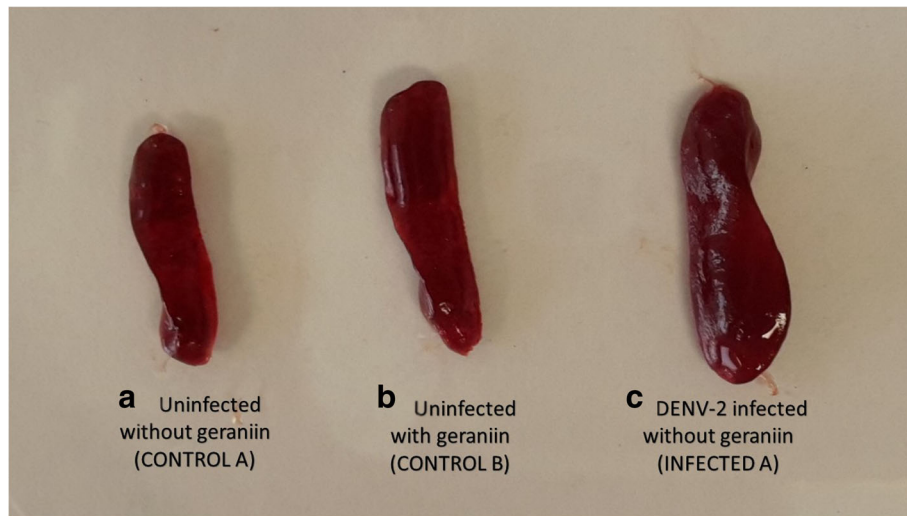 a Uninfected
without geraniin
(CONTROL A)
b Uninfected
with geraniin
(CONTROL B)
c DENV-2 infected
without geraniin
(INFECTED A)